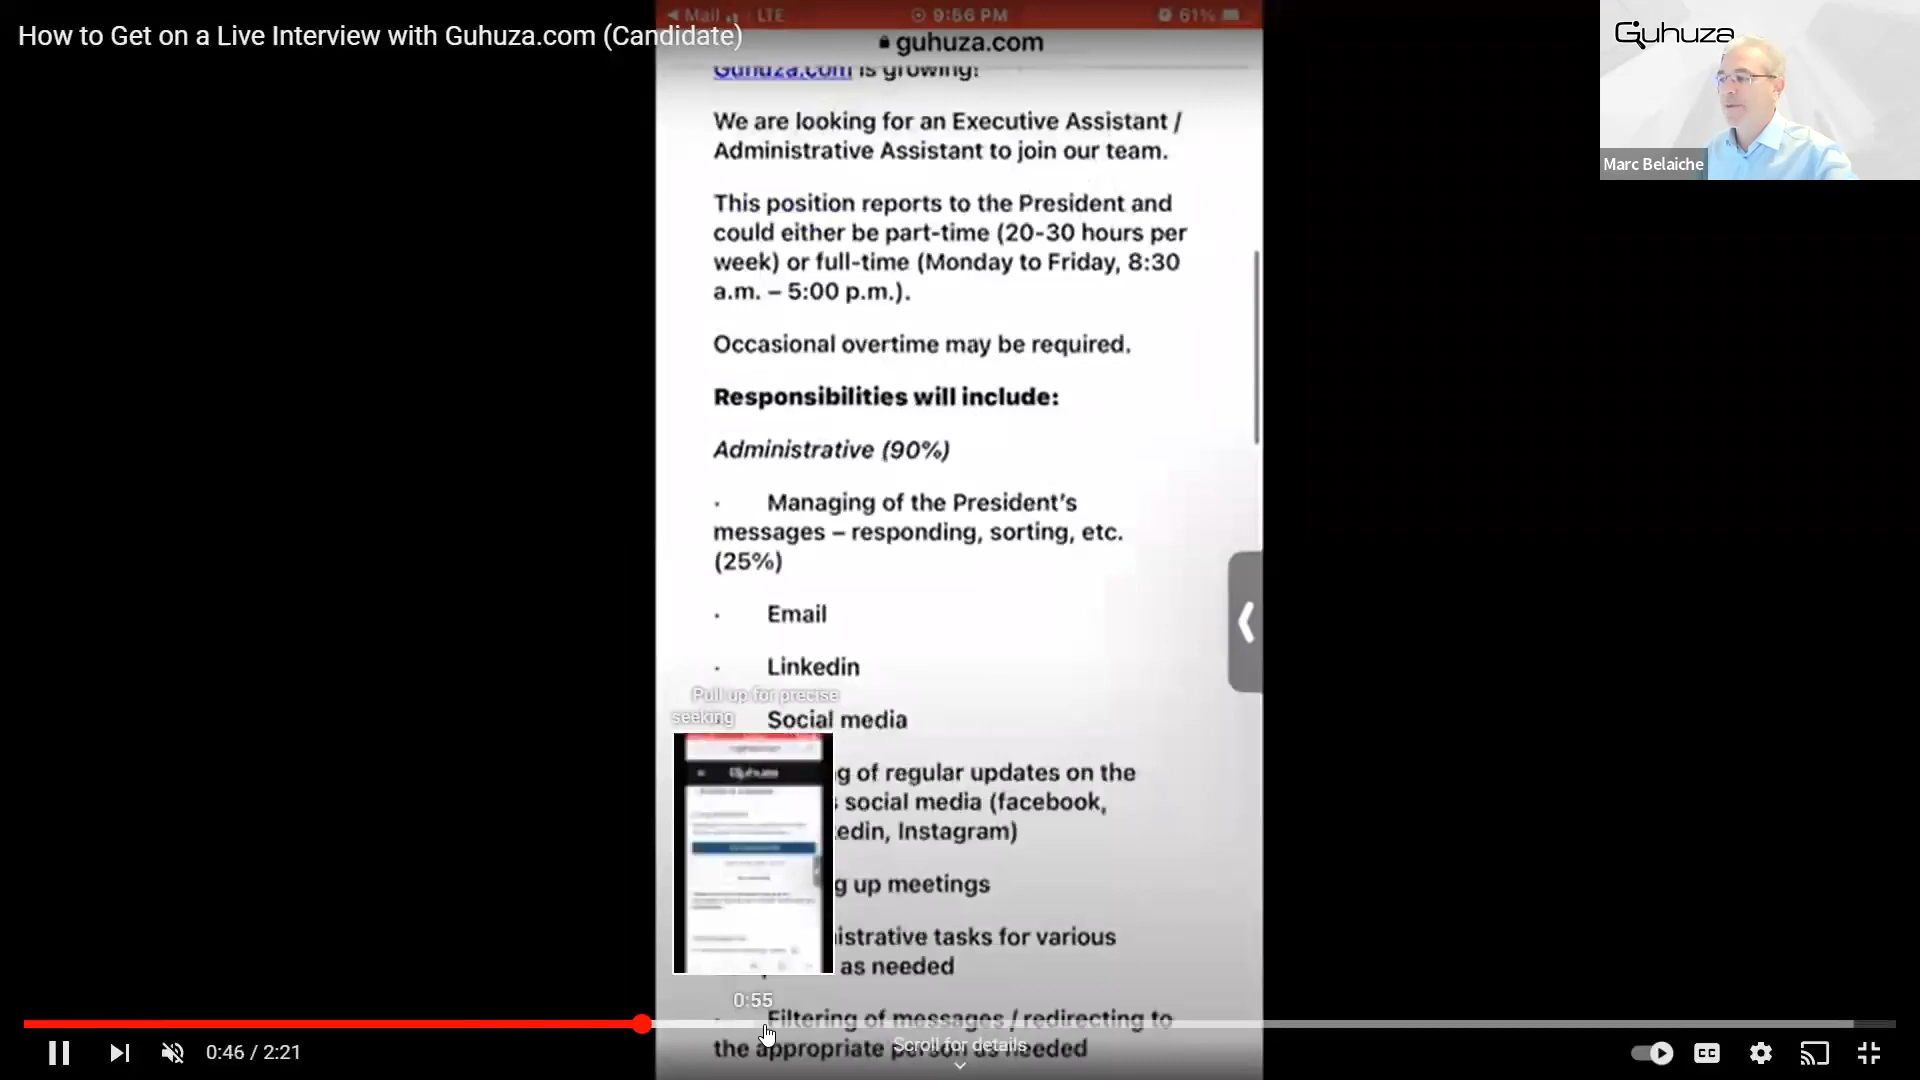 How to Get on a Live Interview with Guhuza.com (Candidate)
Mail LTE 9:56 PM 61%
guhuza.com
Guhuza
Marc Belaiche
Guhuza.com is growing!
We are looking for an Executive Assistant /
Administrative Assistant to join our team.
This position reports to the President and
could either be part-time (20-30 hours per
week) or full-time (Monday to Friday, 8:30
a.m. – 5:00 p.m.).
Occasional overtime may be required.
Responsibilities will include:
Administrative (90%)
· Managing of the President's
messages – responding, sorting, etc.
(25%)
· Email
· Linkedin
Pull up for precise
seeking
Social media
g of regular updates on the
social media (facebook,
edin, Instagram)
g up meetings
istrative tasks for various
as needed
Guhuza
0:55
· Filtering of messages / redirecting to
the appropriate person as needed
Scroll for details
0:46 / 2:21
CC